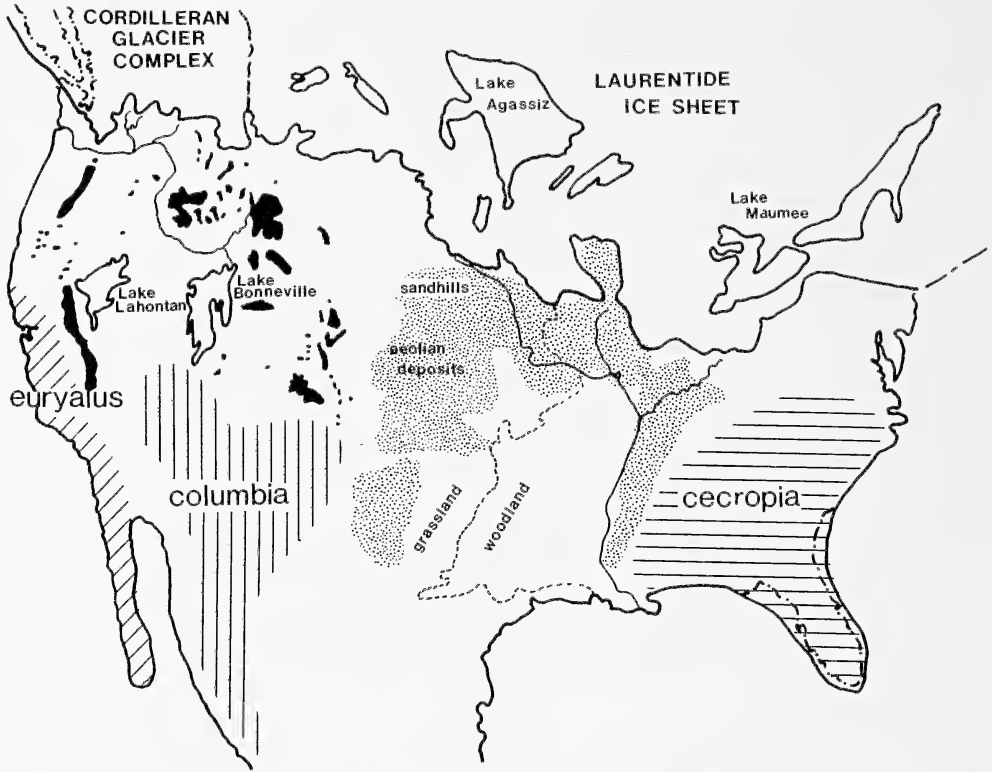 CORDILLERAN
GLACIER
COMPLEX
Lake
Agassiz
LAURENTIDE
ICE SHEET
Lake
Maumee
Lake
Lahontan
Lake
Bonneville
sandhills
aeolian
deposits
euryalus
columbia
grassland
woodland
cecropia